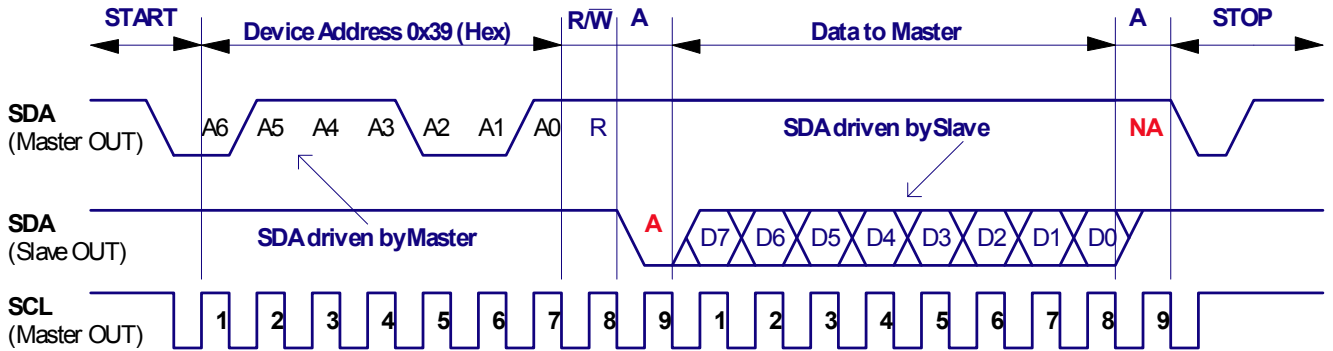 START Device Address 0x39 (Hex) R/W̅ A Data to Master A STOP
SDA
(Master OUT)
A6 A5 A4 A3 A2 A1 A0 R SDA driven by Slave NA
SDA
(Slave OUT)
SDA driven by Master A D7 D6 D5 D4 D3 D2 D1 D0
SCL
(Master OUT)
1 2 3 4 5 6 7 8 9 1 2 3 4 5 6 7 8 9